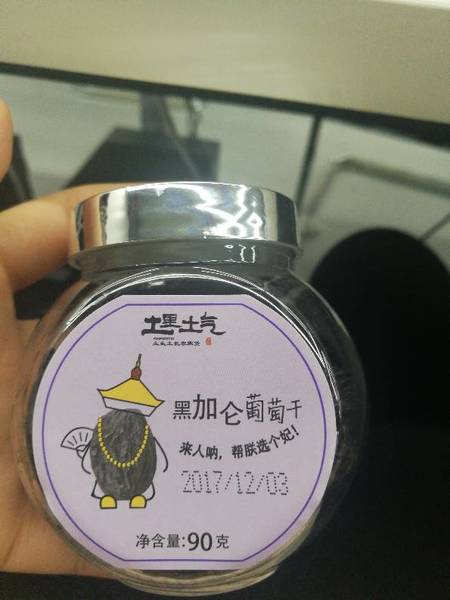 土里土气
黑加仑葡萄干
来人呐，帮朕选个妃！
2017/12/03
净含量:90克